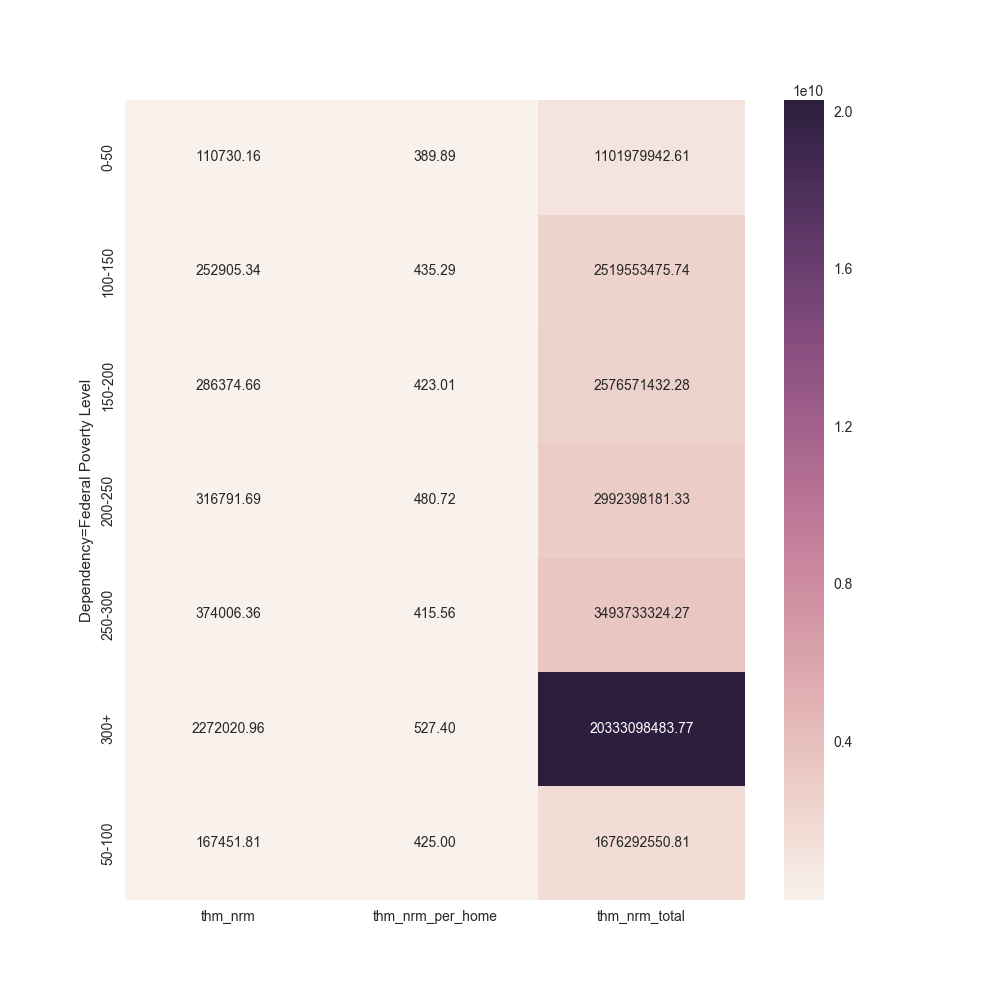 1e10
0-50 110730.16 389.89 1101979942.61
100-150 252905.34 435.29 2519553475.74
150-200 286374.66 423.01 2576571432.28
200-250 316791.69 480.72 2992398181.33
250-300 374006.36 415.56 3493733324.27
300+ 2272020.96 527.40 20333098483.77
50-100 167451.81 425.00 1676292550.81
thm_nrm thm_nrm_per_home thm_nrm_total
Dependency=Federal Poverty Level
2.0
1.6
1.2
0.8
0.4